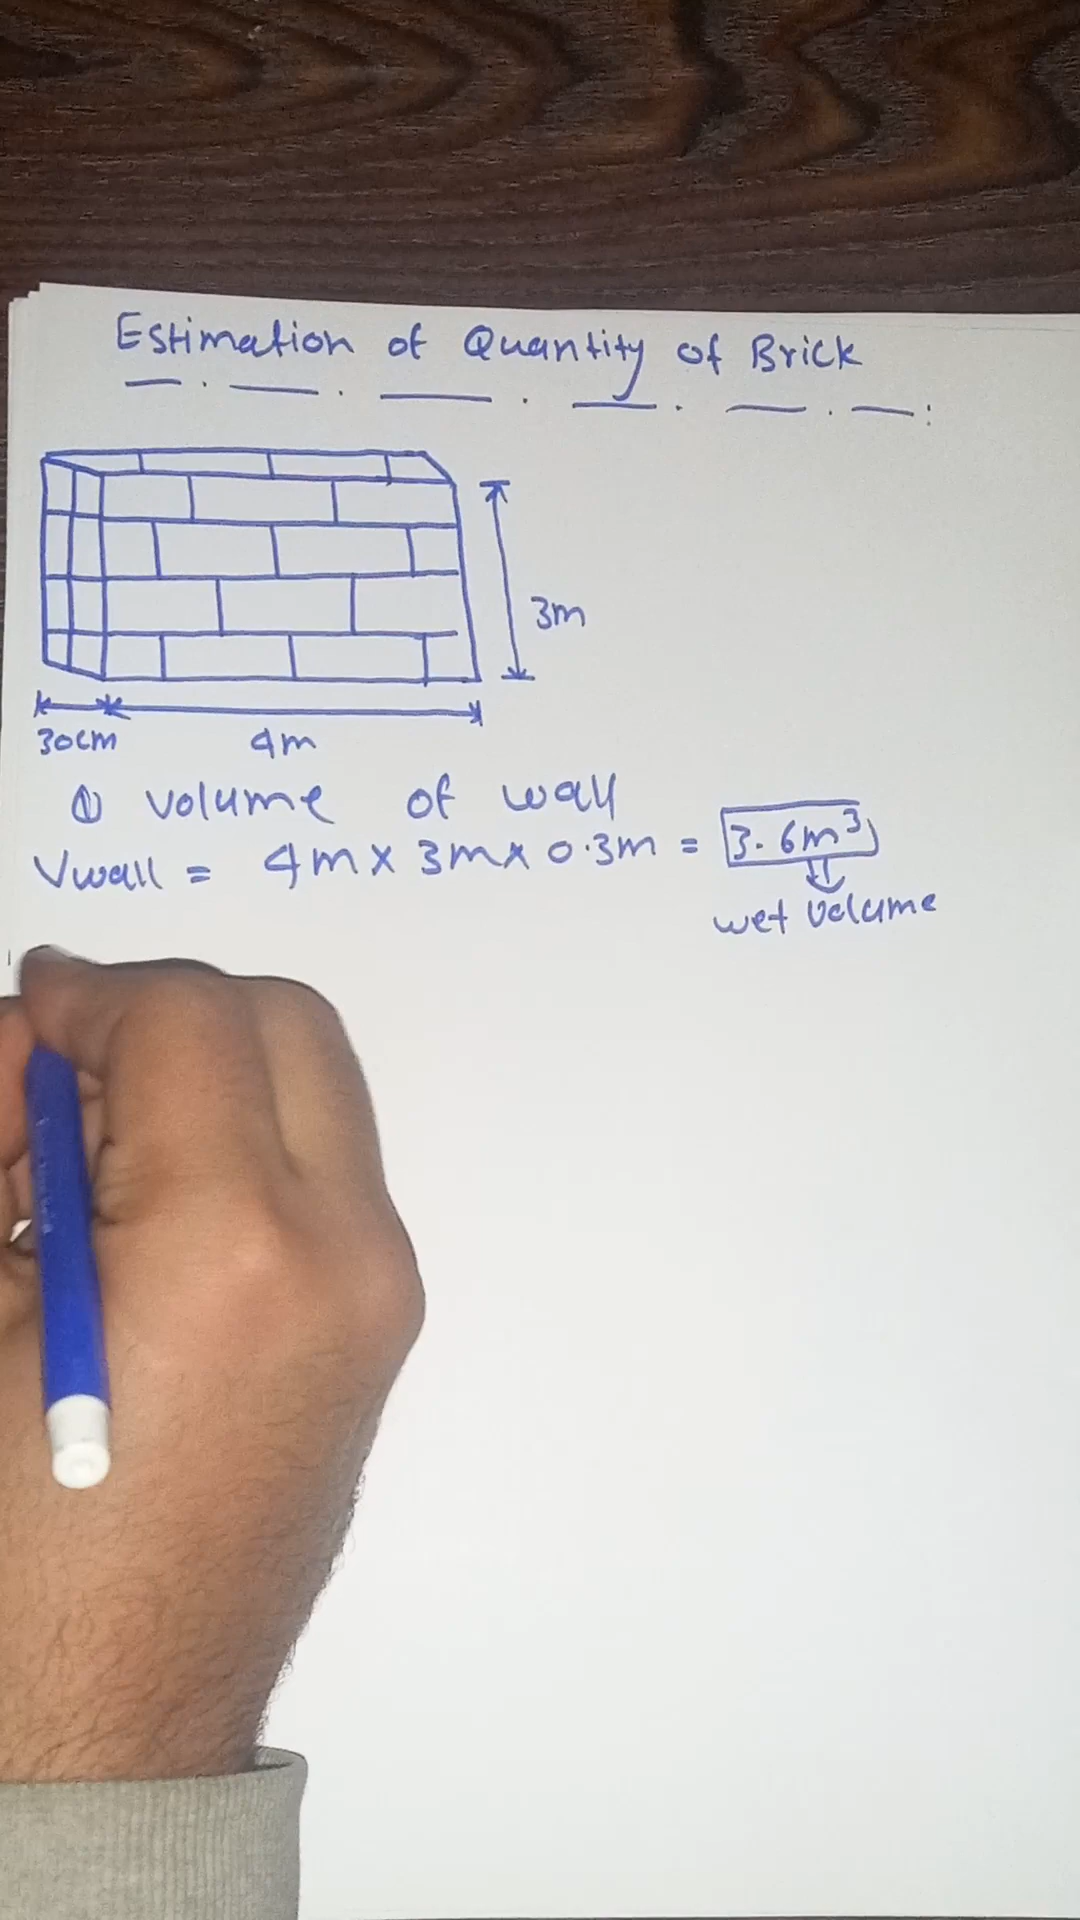 Estimation of Quantity of Brick
3m
30cm 4m
① volume of wall
Vwall = 4m x 3m x 0.3m = 3.6m³
wet volume